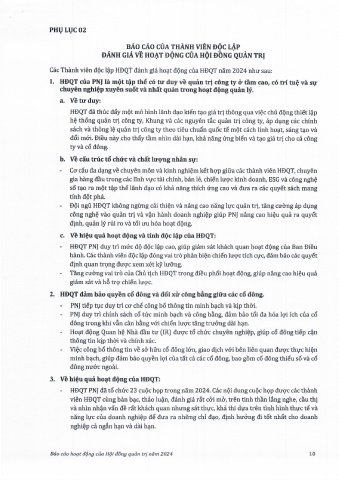 PHỤ LỤC 02
BÁO CÁO CỦA THÀNH VIÊN ĐỘC LẬP
ĐÁNH GIÁ VỀ HOẠT ĐỘNG CỦA HỘI ĐỒNG QUẢN TRỊ
Các Thành viên độc lập HĐQT đánh giá hoạt động của HĐQT năm 2024 như sau:
1. HĐQT của PNJ là một tập thể có tư duy về quản trị công ty ở tầm cao, có trí tuệ và sự
chuyên nghiệp xuyên suốt và nhất quán trong hoạt động quản lý.
a. Về tư duy:
HĐQT đã thúc đẩy một mô hình lãnh đạo kiến tạo giá trị thông qua việc chủ động thiết lập
hệ thống quản trị công ty, Khung và các nguyên tắc quản trị công ty, áp dụng các chính
sách và thông lệ quản trị công ty theo tiêu chuẩn quốc tế một cách linh hoạt, sáng tạo và
đổi mới. Điều này cho thấy tầm nhìn dài hạn, khả năng ứng biến và tạo giá trị cho cả công
ty và cổ đông.
b. Về cấu trúc tổ chức và chất lượng nhân sự:
- Cơ cấu đa dạng về chuyên môn và kinh nghiệm kết hợp giữa các thành viên HĐQT, chuyên
gia hàng đầu trong các lĩnh vực tài chính, bán lẻ, chiến lược kinh doanh, ESG và công nghệ
số tạo ra một tập thể lãnh đạo có khả năng thích ứng cao và đưa ra các quyết sách mang
tính đột phá.
- Đội ngũ HĐQT không ngừng cải thiện và nâng cao năng lực quản trị, tăng cường áp dụng
công nghệ vào quản trị và vận hành doanh nghiệp giúp PNJ nâng cao hiệu quả ra quyết
định, quản lý rủi ro và tối ưu hóa hoạt động.
c. Về hiệu quả hoạt động và tính độc lập của HĐQT:
- HĐQT PNJ duy trì mức độ độc lập cao, giúp giám sát khách quan hoạt động của Ban Điều
hành. Các thành viên độc lập đóng vai trò phản biện chiến lược tích cực, đảm bảo các quyết
định quan trọng được xem xét kỹ lưỡng.
- Tăng cường vai trò của Chủ tịch HĐQT trong điều phối hoạt động, giúp nâng cao hiệu quả
giám sát và hỗ trợ chiến lược.
2. HĐQT đảm bảo quyền cổ đông và đối xử công bằng giữa các cổ đông.
- PNJ tiếp tục duy trì cơ chế công bố thông tin minh bạch và kịp thời.
- PNJ duy trì chính sách cổ tức minh bạch và công bằng, đảm bảo tối đa hóa lợi ích của cổ
đông trong khi vẫn cân bằng với chiến lược tăng trưởng dài hạn.
- Hoạt động Quan hệ Nhà đầu tư (IR) được tổ chức chuyên nghiệp, giúp cổ đông tiếp cận
thông tin kịp thời và chính xác.
- Việc công bố thông tin về sở hữu cổ đông lớn, giao dịch với bên liên quan được thực hiện
minh bạch, giúp đảm bảo quyền lợi của tất cả các cổ đông, bao gồm cổ đông thiểu số và cổ
đông nước ngoài.
3. Về hiệu quả hoạt động của HĐQT:
- HĐQT PNJ đã tổ chức 23 cuộc họp trong năm 2024. Các nội dung cuộc họp được các thành
viên HĐQT cùng bàn bạc, thảo luận, đánh giá rất cởi mở, trên tinh thần lắng nghe, cầu thị
và nhìn nhận vấn đề rất khách quan nhưng sát thực, khả thi dựa trên tình hình thực tế và
năng lực của doanh nghiệp để đưa ra những chỉ đạo, định hướng đi tốt nhất cho doanh
nghiệp cả ngắn hạn và dài hạn.
Báo cáo hoạt động của Hội đồng quản trị năm 2024
10